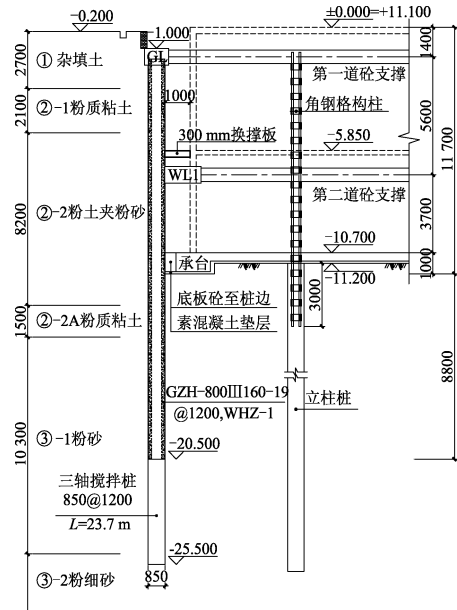 -0.200
±0.000=+11.100
-1.000
GL
1400
2700
①杂填土
第一道砼支撑
2100
②-1粉质粘土
1000
角钢格构柱
5600
300 mm换撑板
-5.850
11 700
WL1
8200
②-2粉土夹粉砂
第二道砼支撑
3700
-10.700
承台
1000
-11.200
底板砼至桩边
3000
素混凝土垫层
1500
②-2A粉质粘土
8800
GZH-800Ⅲ160-19
@1200,WHZ-1
立柱桩
10 300
③-1粉砂
-20.500
三轴搅拌桩
850@1200
L=23.7 m
-25.500
③-2粉细砂
850